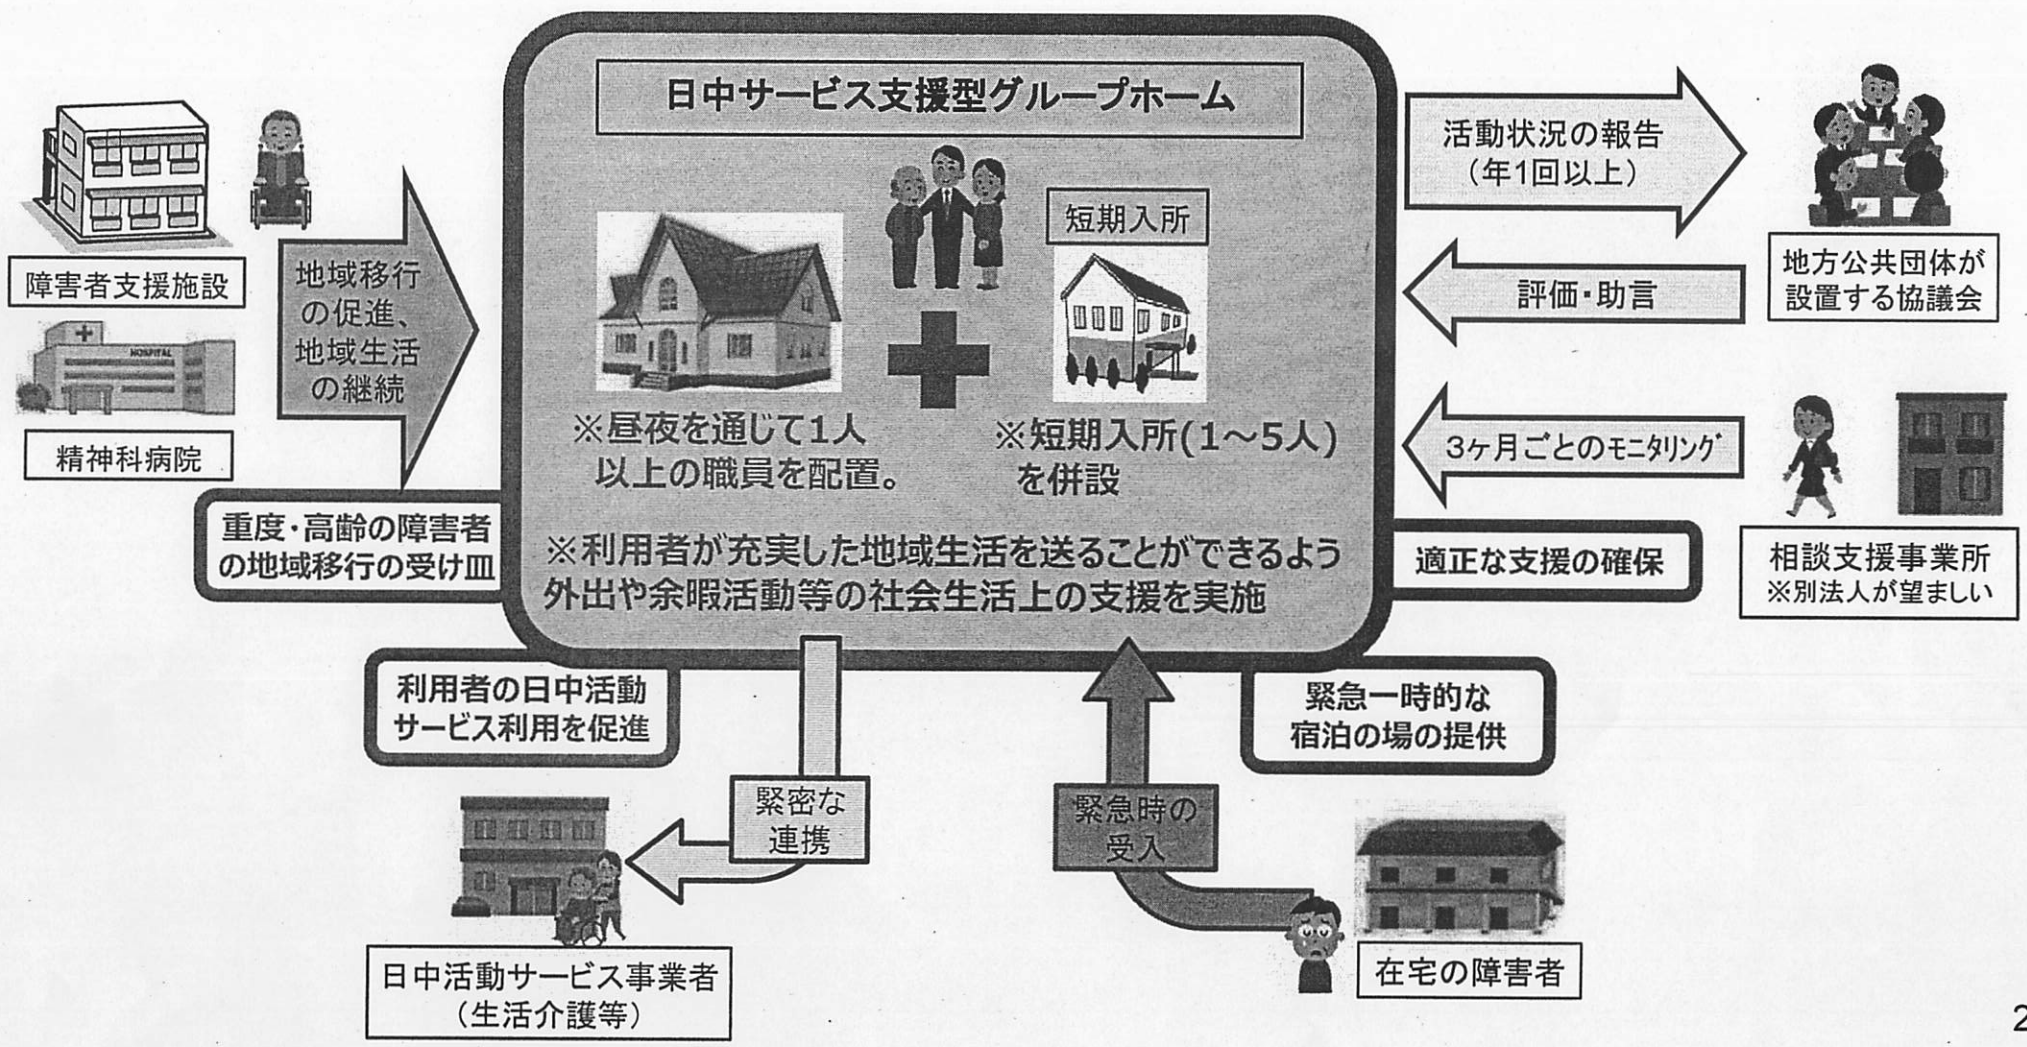 日中サービス支援型グループホーム
短期入所
※昼夜を通じて1人
以上の職員を配置。
※短期入所(1～5人)
を併設
※利用者が充実した地域生活を送ることができるよう
外出や余暇活動等の社会生活上の支援を実施
障害者支援施設
HOSPITAL
精神科病院
地域移行
の促進、
地域生活
の継続
重度・高齢の障害者
の地域移行の受け皿
活動状況の報告
(年1回以上)
評価・助言
地方公共団体が
設置する協議会
3ヶ月ごとのモニタリング
適正な支援の確保
相談支援事業所
※別法人が望ましい
利用者の日中活動
サービス利用を促進
緊密な
連携
日中活動サービス事業者
(生活介護等)
緊急一時的な
宿泊の場の提供
緊急時の
受入
在宅の障害者
2